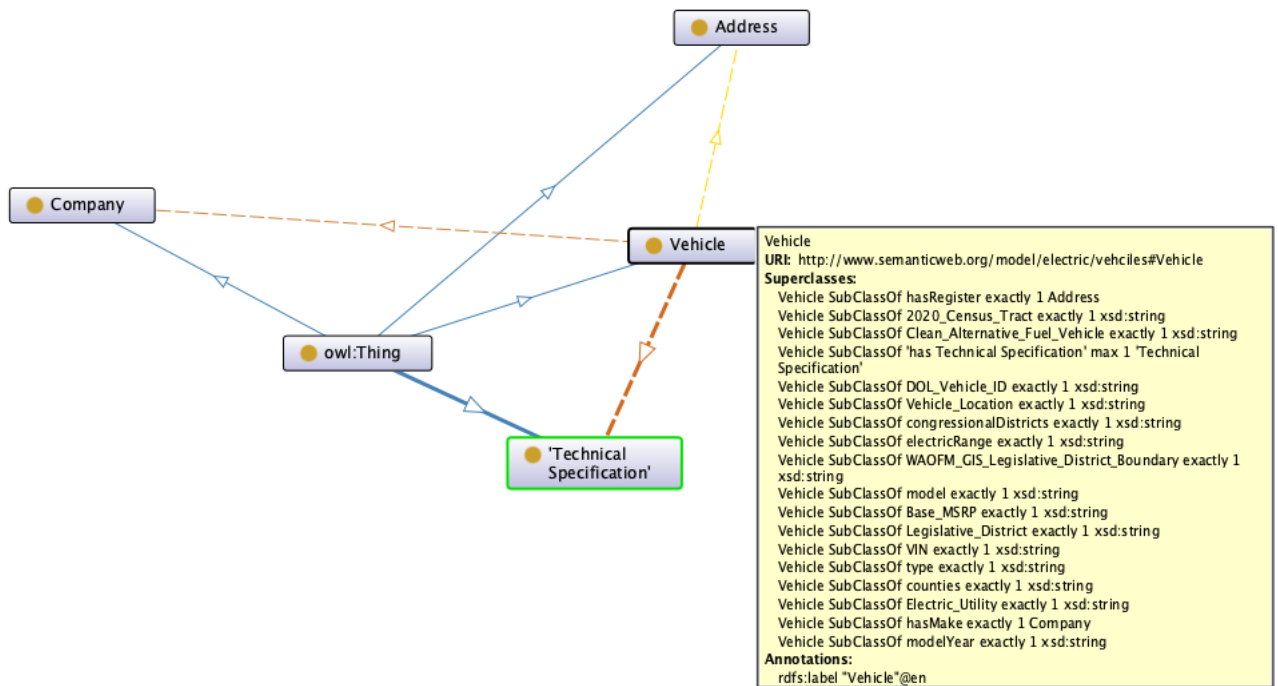 Address
Company
Vehicle
owl:Thing
'Technical
Specification'
Vehicle
URI: http://www.semanticweb.org/model/electric/vehciles#Vehicle
Superclasses:
Vehicle SubClassOf hasRegister exactly 1 Address
Vehicle SubClassOf 2020_Census_Tract exactly 1 xsd:string
Vehicle SubClassOf Clean_Alternative_Fuel_Vehicle exactly 1 xsd:string
Vehicle SubClassOf 'has Technical Specification' max 1 'Technical
Specification'
Vehicle SubClassOf DOL_Vehicle_ID exactly 1 xsd:string
Vehicle SubClassOf Vehicle_Location exactly 1 xsd:string
Vehicle SubClassOf congressionalDistricts exactly 1 xsd:string
Vehicle SubClassOf electricRange exactly 1 xsd:string
Vehicle SubClassOf WAOFM_GIS_Legislative_District_Boundary exactly 1
xsd:string
Vehicle SubClassOf model exactly 1 xsd:string
Vehicle SubClassOf Base_MSRP exactly 1 xsd:string
Vehicle SubClassOf Legislative_District exactly 1 xsd:string
Vehicle SubClassOf VIN exactly 1 xsd:string
Vehicle SubClassOf type exactly 1 xsd:string
Vehicle SubClassOf counties exactly 1 xsd:string
Vehicle SubClassOf Electric_Utility exactly 1 xsd:string
Vehicle SubClassOf hasMake exactly 1 Company
Vehicle SubClassOf modelYear exactly 1 xsd:string
Annotations:
rdfs:label "Vehicle"@en